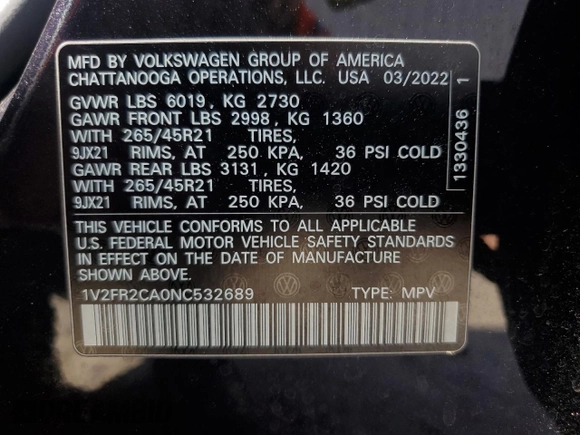 MFD BY VOLKSWAGEN GROUP OF AMERICA
CHATTANOOGA OPERATIONS, LLC. USA 03/2022
GVWR LBS 6019, KG 2730
GAWR FRONT LBS 2998, KG 1360
WITH 265/45R21 TIRES,
9JX21 RIMS, AT 250 KPA, 36 PSI COLD
GAWR REAR LBS 3131, KG 1420
WITH 265/45R21 TIRES,
9JX21 RIMS, AT 250 KPA, 36 PSI COLD
THIS VEHICLE CONFORMS TO ALL APPLICABLE
U.S. FEDERAL MOTOR VEHICLE SAFETY STANDARDS
IN EFFECT ON THE DATE OF MANUFACTURE
SHOWN ABOVE.
1V2FR2CA0NC532689 TYPE: MPV
1330436 1